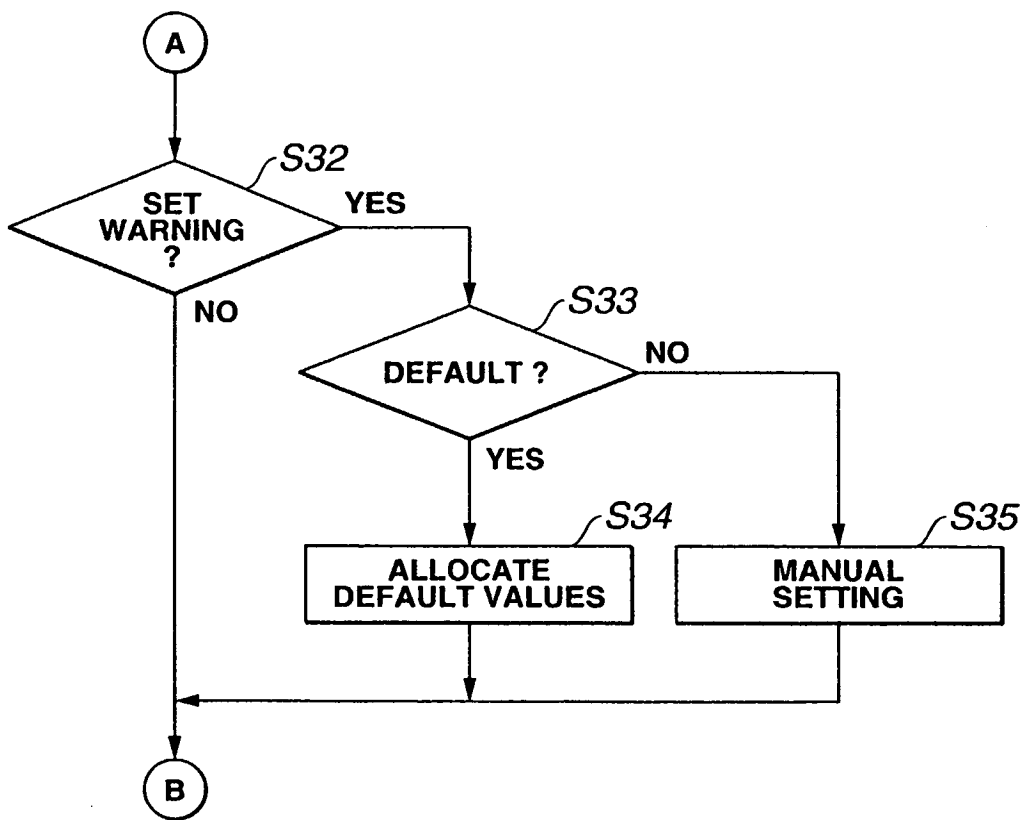 A
S32
SET
WARNING
?
YES
NO
S33
DEFAULT ?
NO
YES
S34
ALLOCATE
DEFAULT VALUES
S35
MANUAL
SETTING
B